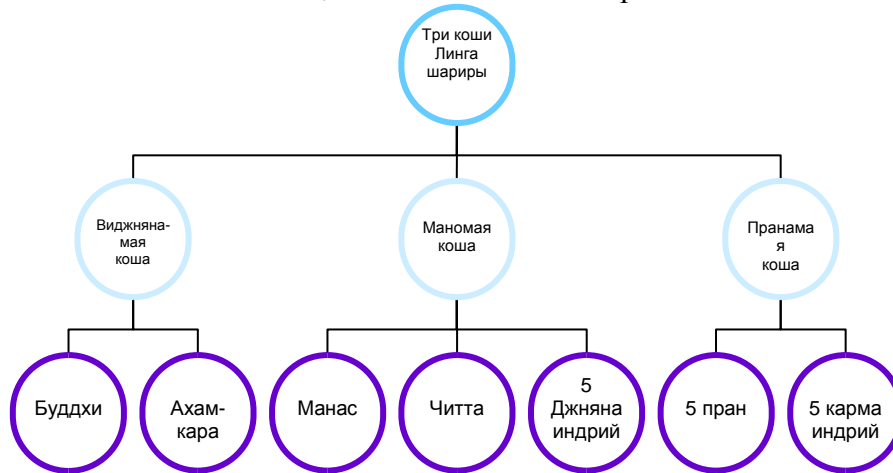 Три коши
Линга
шариры
Виджняна-
мая
коша
Маномая
коша
Пранама
я
коша
Буддхи
Ахам-
кара
Манас
Читта
5
Джняна
индрий
5 пран
5 карма
индрий